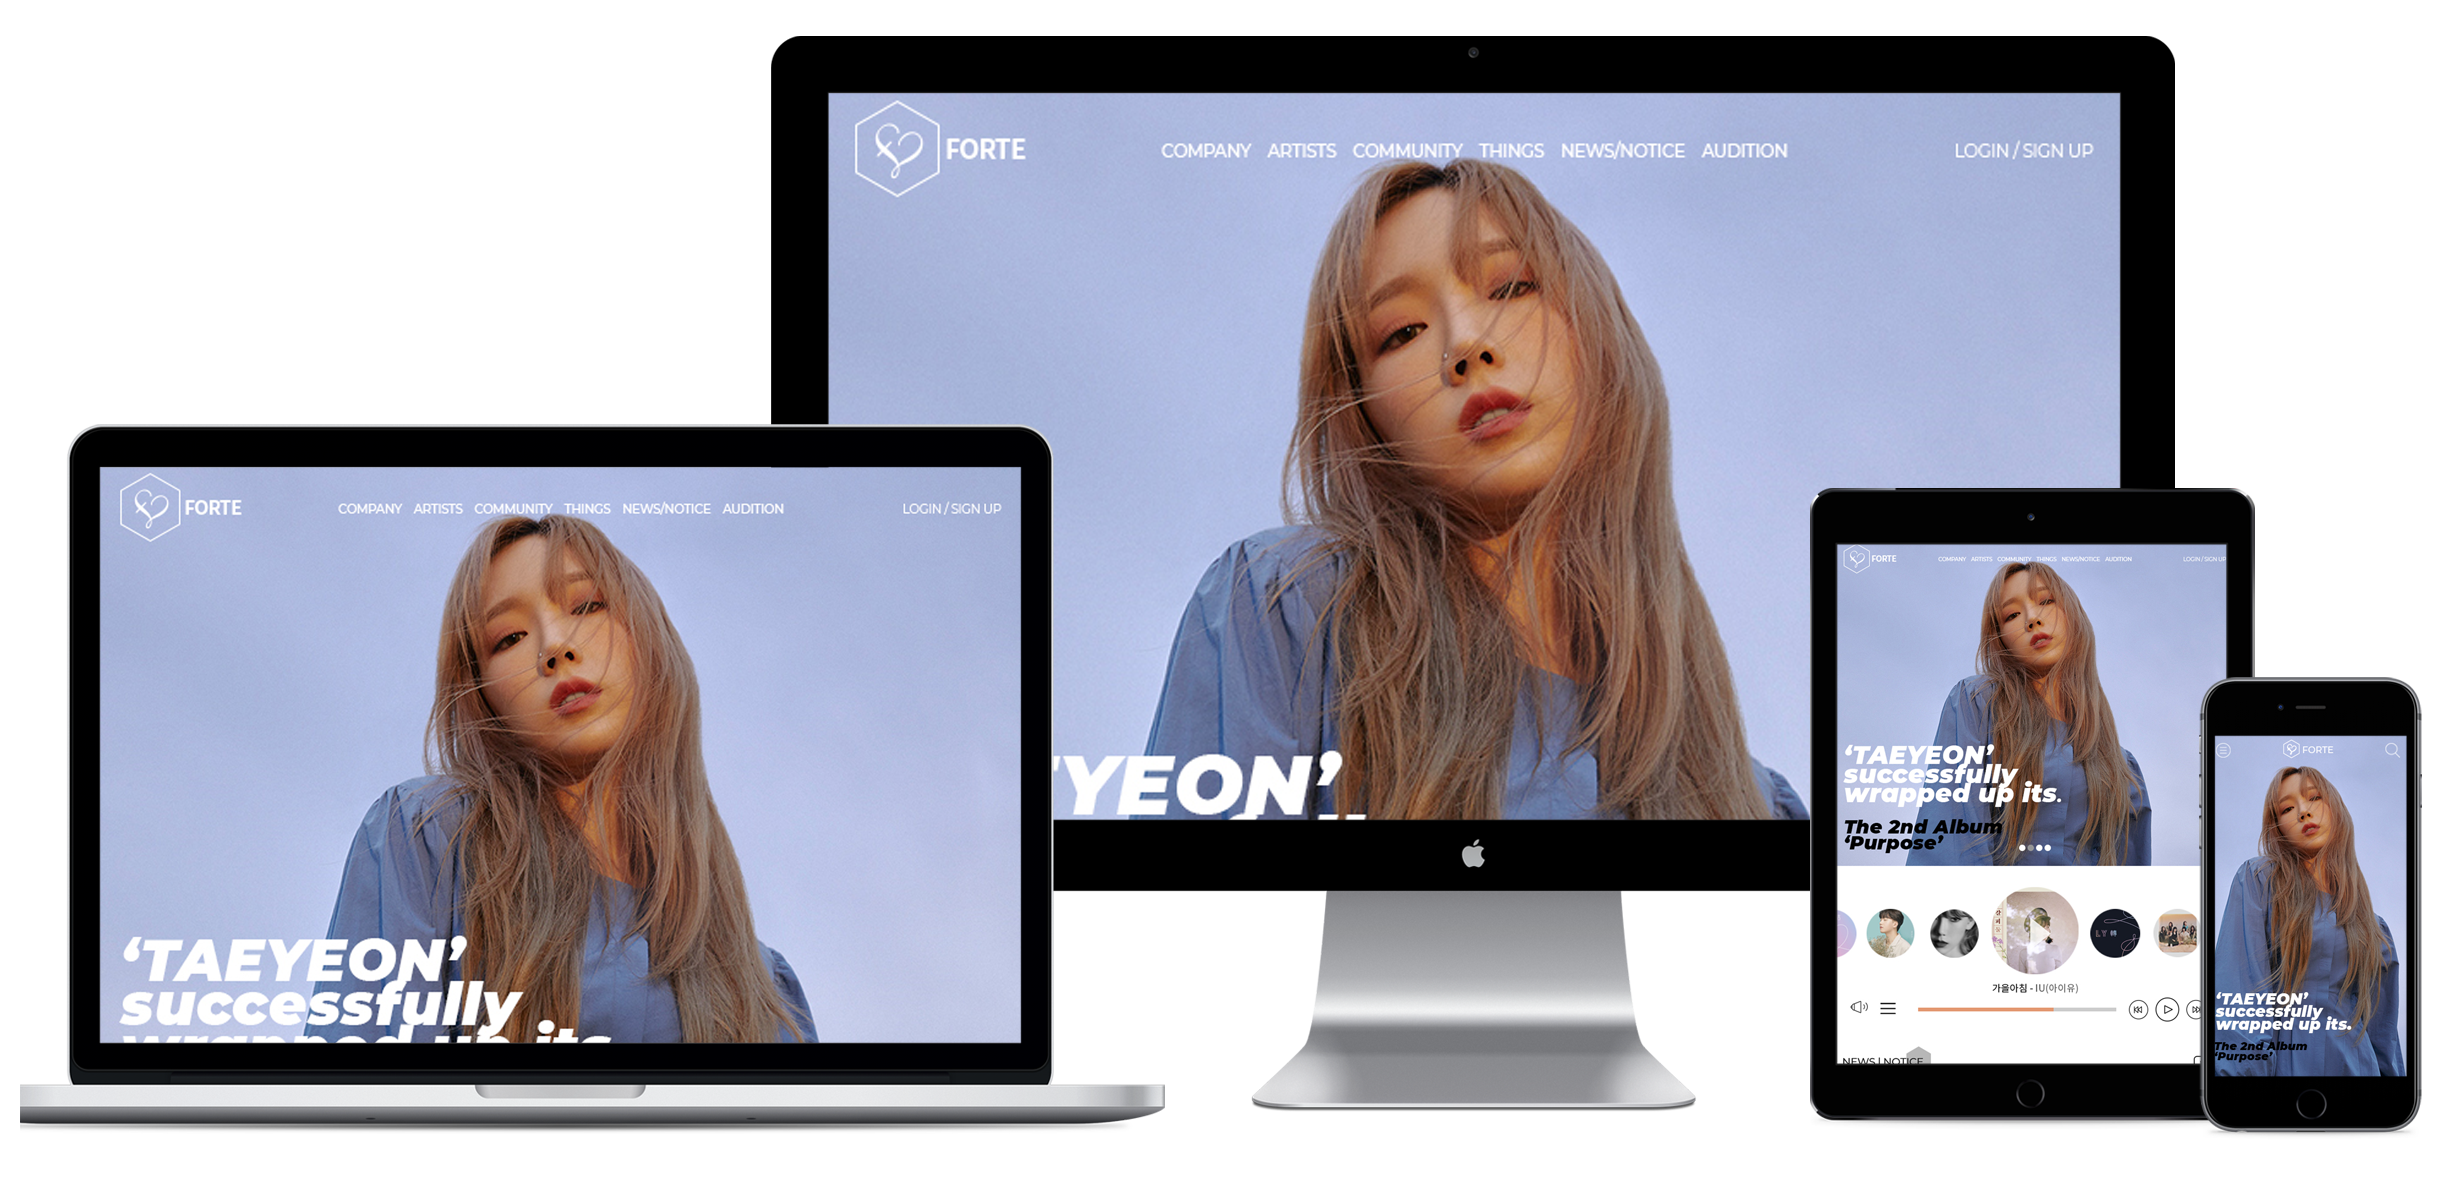 FORTE
COMPANY ARTISTS COMMUNITY THINGS NEWS/NOTICE AUDITION
LOGIN / SIGN UP
YEON’
FORTE
COMPANY ARTISTS COMMUNITY THINGS NEWS/NOTICE AUDITION
LOGIN / SIGN UP
‘TAEYEON’
successfully
wrapped up its
FORTE
COMPANY ARTISTS COMMUNITY THINGS NEWS/NOTICE AUDITION
LOGIN / SIGN UP
‘TAEYEON’
successfully
wrapped up its.
The 2nd Album
‘Purpose’
가을아침 - IU(아이유)
NEWS | NOTICE
FORTE
‘TAEYEON’
successfully
wrapped up its.
The 2nd Album
‘Purpose’